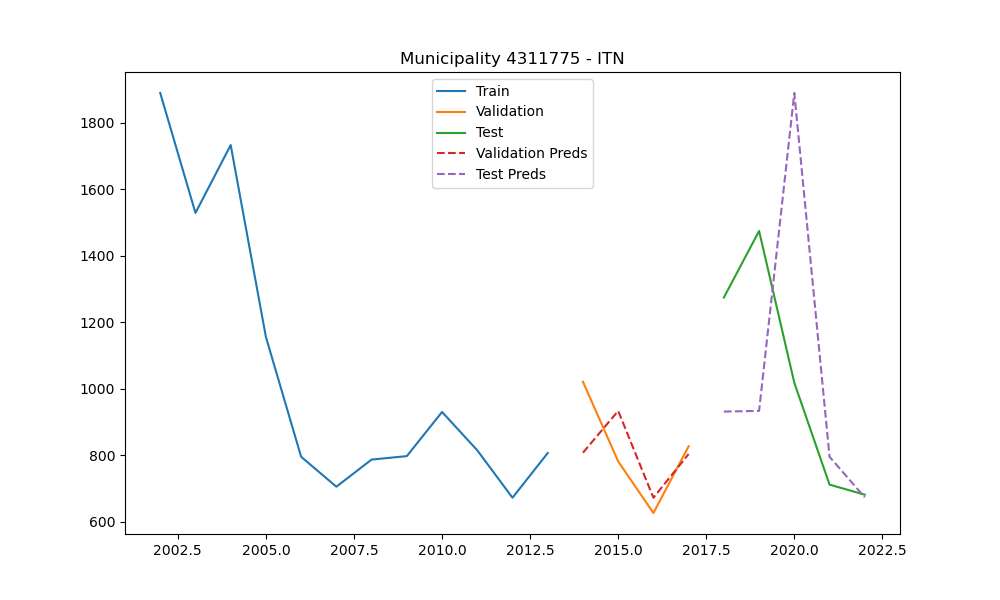 Municipality 4311775 - ITN
Train
Validation
Test
Validation Preds
Test Preds
1800
1600
1400
1200
1000
800
600
2002.5 2005.0 2007.5 2010.0 2012.5 2015.0 2017.5 2020.0 2022.5